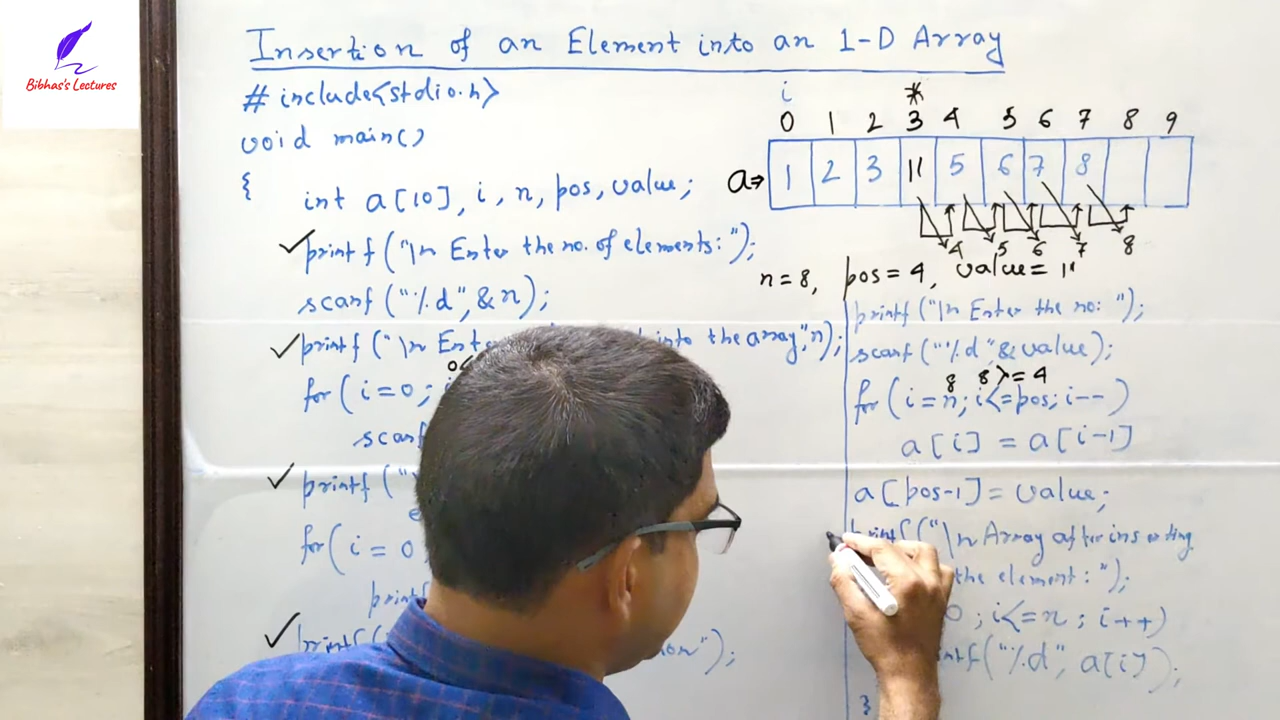 Bibhas's Lectures
Insertion of an Element into an 1-D Array
# include<stdio.h>
void main()
{
int a[10], i, n, pos, value;
printf("\n Enter the no. of elements: ");
scanf("%d", &n);
printf("\n Ent into the array", n);
0<
for(i=0;
scanf
printf("
e
for(i=0
printf
printf( ");
i
*
0 1 2 3 4 5 6 7 8 9
a⇒ 1 2 3 11 5 6 7 8
4 5 6 7 8
n=8, pos=4, value=11
printf("\n Enter the no: ");
scanf("%d", &value);
8 8>=4
for(i=n; i<=pos; i--)
a[i] = a[i-1]
a[pos-1] = value;
printf("\n Array after inserting
the element: ");
0; i<=n; i++)
ntf("%d", a[i]);
}